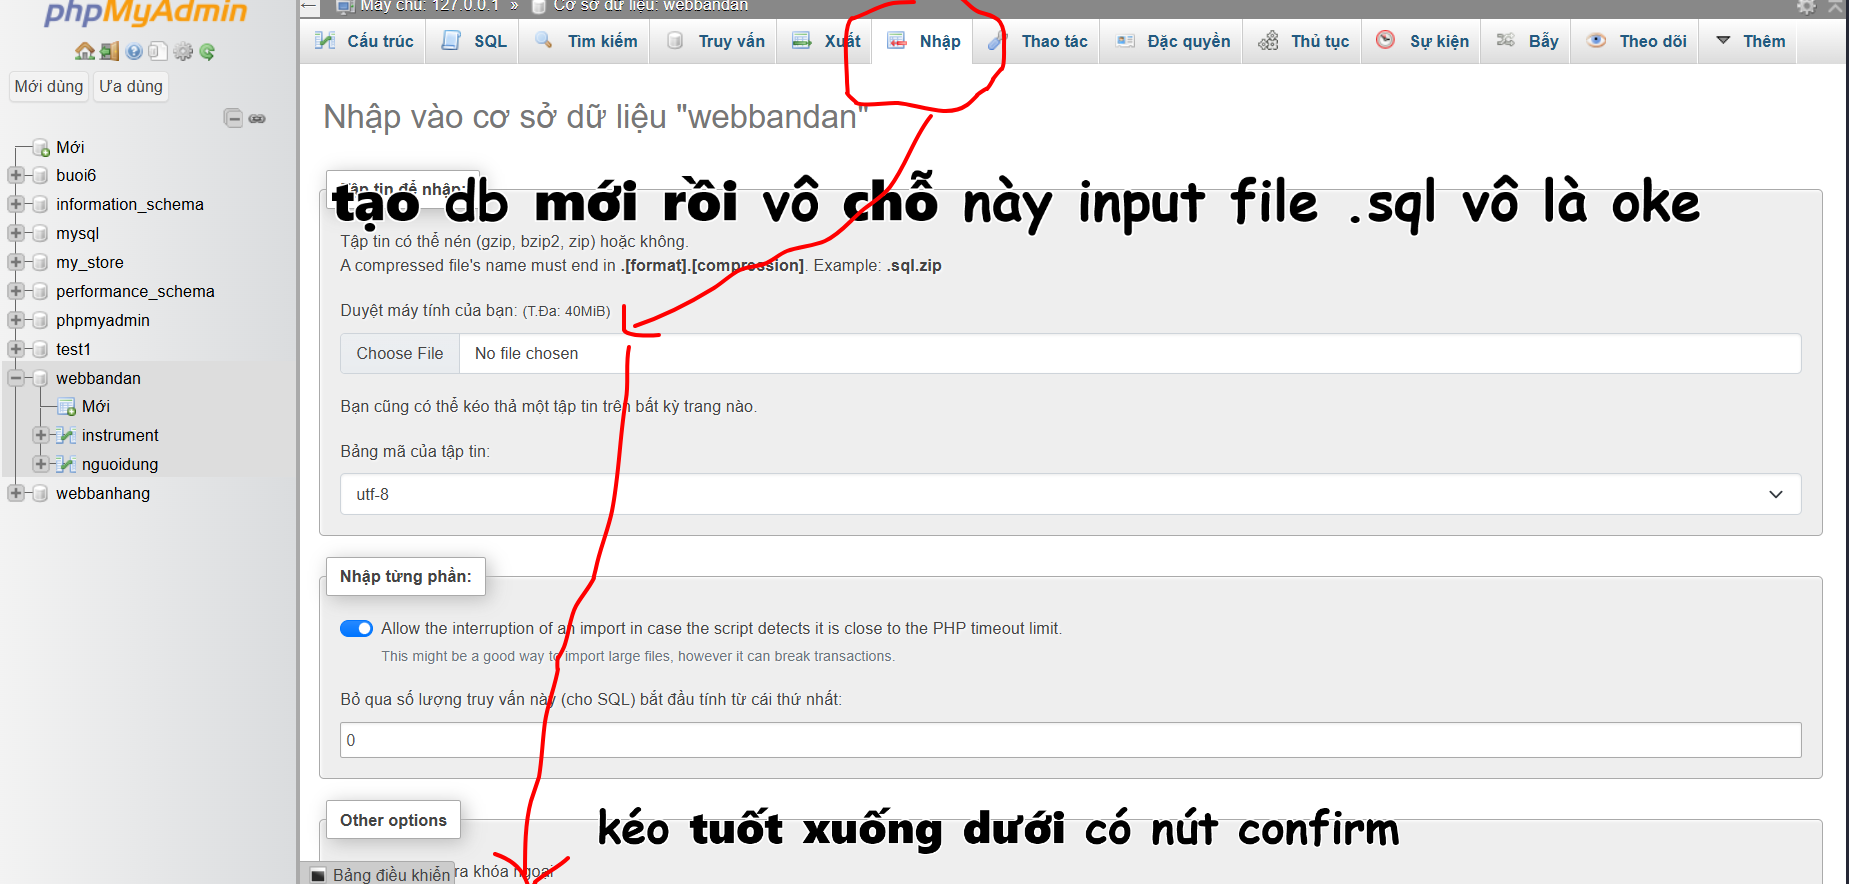 phpMyAdmin
Mới dùng
Ưa dùng
Mới
buoi6
information_schema
mysql
my_store
performance_schema
phpmyadmin
test1
webbandan
Mới
instrument
nguoidung
webbanhang
Máy chủ: 127.0.0.1 » Cơ sở dữ liệu: webbandan
Cấu trúc SQL Tìm kiếm Truy vấn Xuất Nhập Thao tác Đặc quyền Thủ tục Sự kiện Bẫy Theo dõi Thêm
Nhập vào cơ sở dữ liệu "webbandan"
Tập tin để nhập:
tạo db mới rồi vô chỗ này input file .sql vô là oke
Tập tin có thể nén (gzip, bzip2, zip) hoặc không.
A compressed file's name must end in .[format].[compression]. Example: .sql.zip
Duyệt máy tính của bạn: (T.Đa: 40MiB)
Choose File No file chosen
Bạn cũng có thể kéo thả một tập tin trên bất kỳ trang nào.
Bảng mã của tập tin:
utf-8
Nhập từng phần:
Allow the interruption of an import in case the script detects it is close to the PHP timeout limit.
This might be a good way to import large files, however it can break transactions.
Bỏ qua số lượng truy vấn này (cho SQL) bắt đầu tính từ cái thứ nhất:
0
Other options
kéo tuốt xuống dưới có nút confirm
Bảng điều khiển
ra khóa ngoại